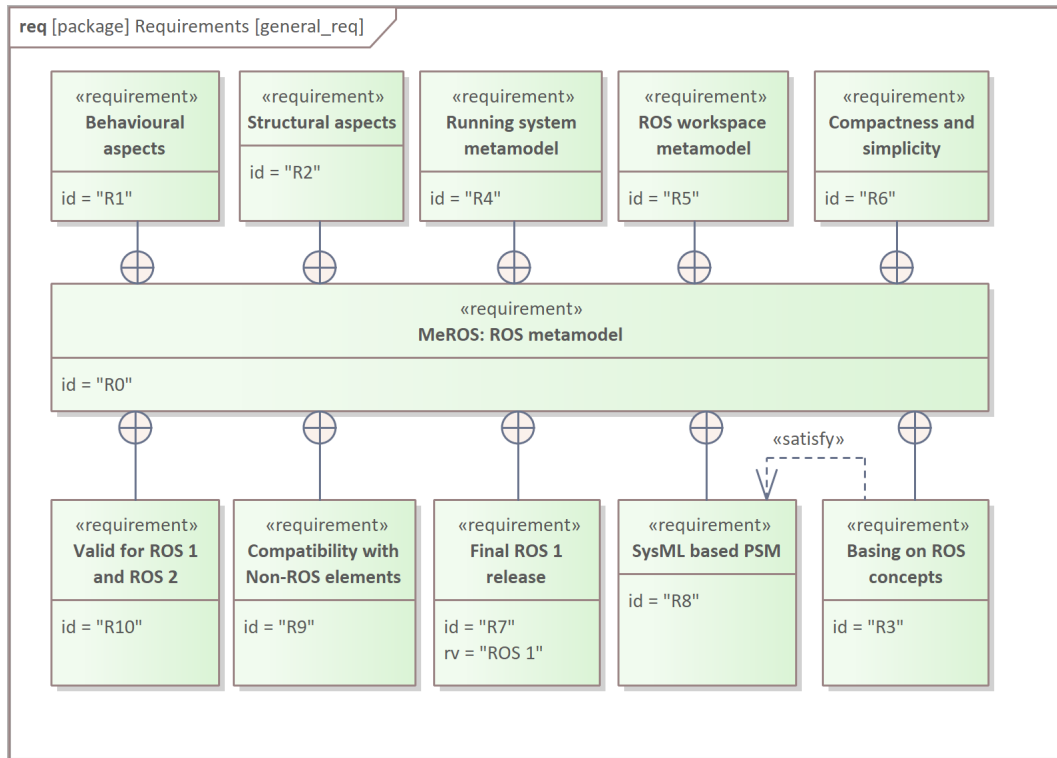 req [package] Requirements [general_req]
«requirement»
Behavioural
aspects
id = "R1"
«requirement»
Structural aspects
id = "R2"
«requirement»
Running system
metamodel
id = "R4"
«requirement»
ROS workspace
metamodel
id = "R5"
«requirement»
Compactness and
simplicity
id = "R6"
«requirement»
MeROS: ROS metamodel
id = "R0"
«satisfy»
«requirement»
Valid for ROS 1
and ROS 2
id = "R10"
«requirement»
Compatibility with
Non-ROS elements
id = "R9"
«requirement»
Final ROS 1
release
id = "R7"
rv = "ROS 1"
«requirement»
SysML based PSM
id = "R8"
«requirement»
Basing on ROS
concepts
id = "R3"